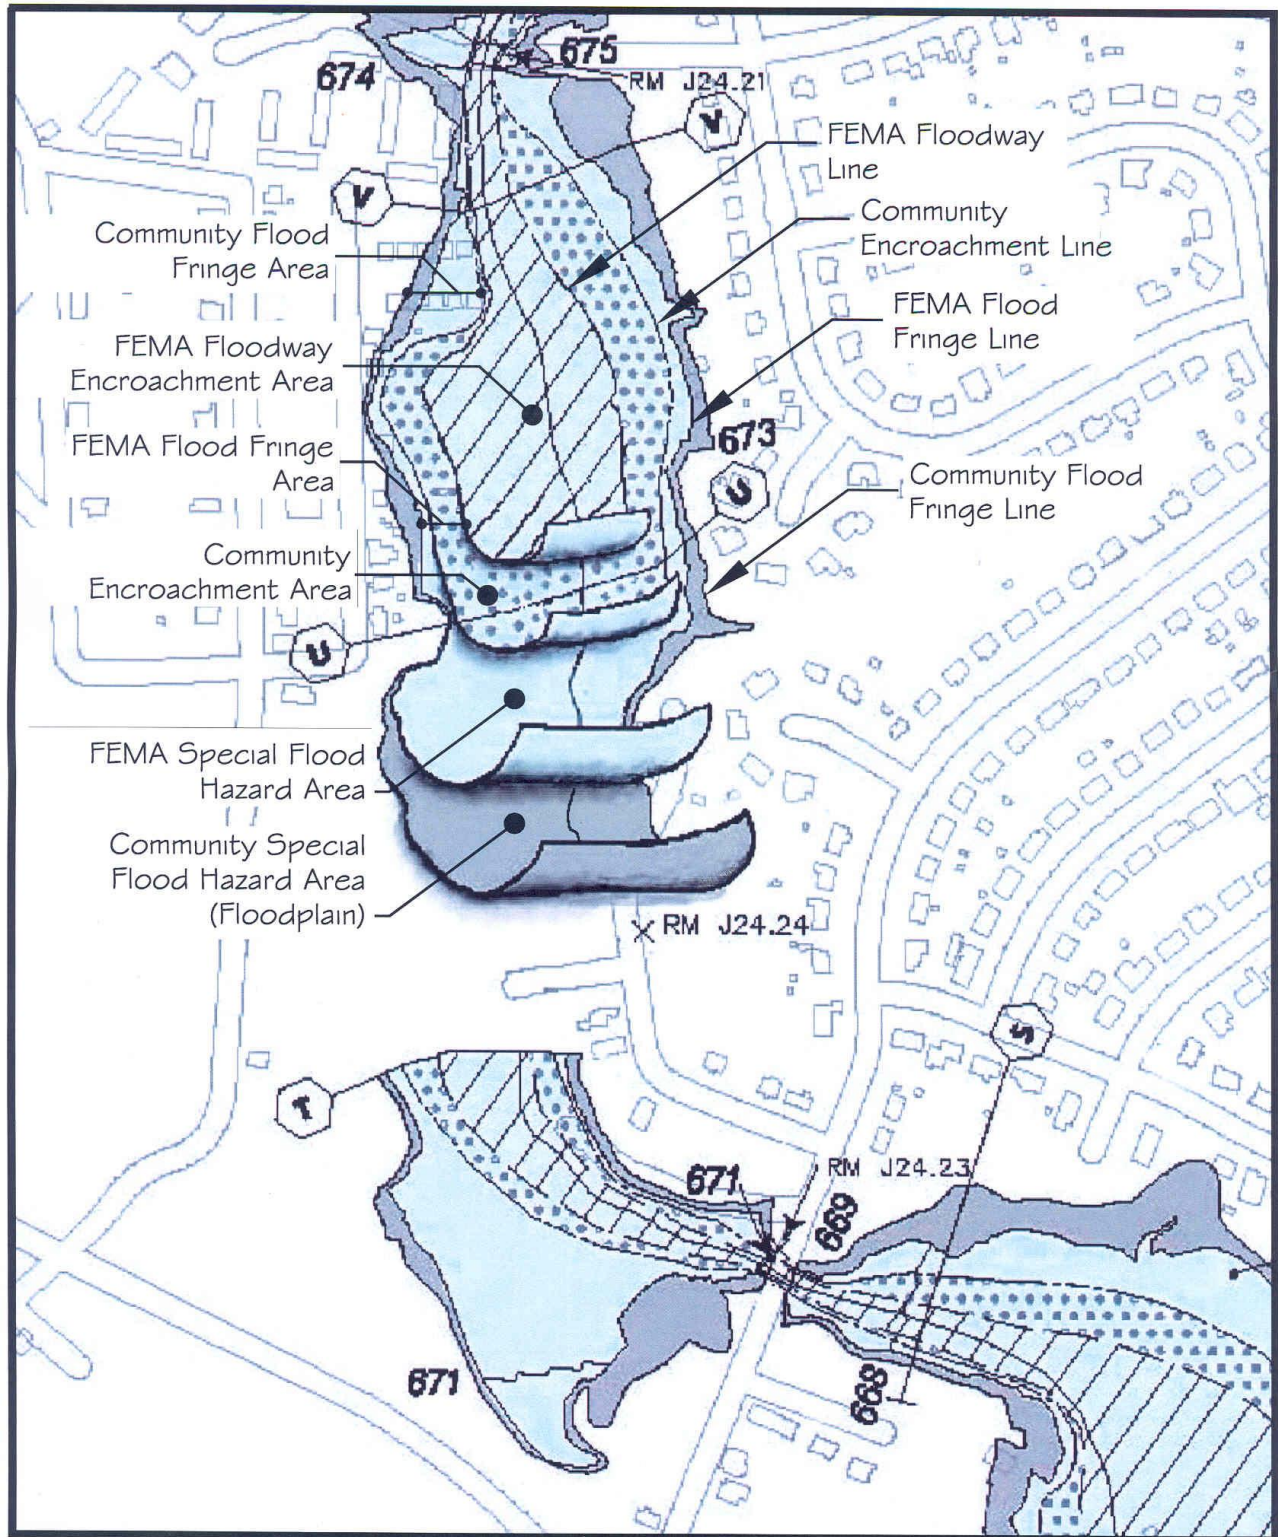 675
674
RM J24.21
V
FEMA Floodway
Line
V
Community
Encroachment Line
Community Flood
Fringe Area
FEMA Flood
Fringe Line
FEMA Floodway
Encroachment Area
673
FEMA Flood Fringe
Area
Community Flood
Fringe Line
U
Community
Encroachment Area
U
FEMA Special Flood
Hazard Area
Community Special
Flood Hazard Area
(Floodplain)
RM J24.24
S
T
RM J24.23
671
669
671
668